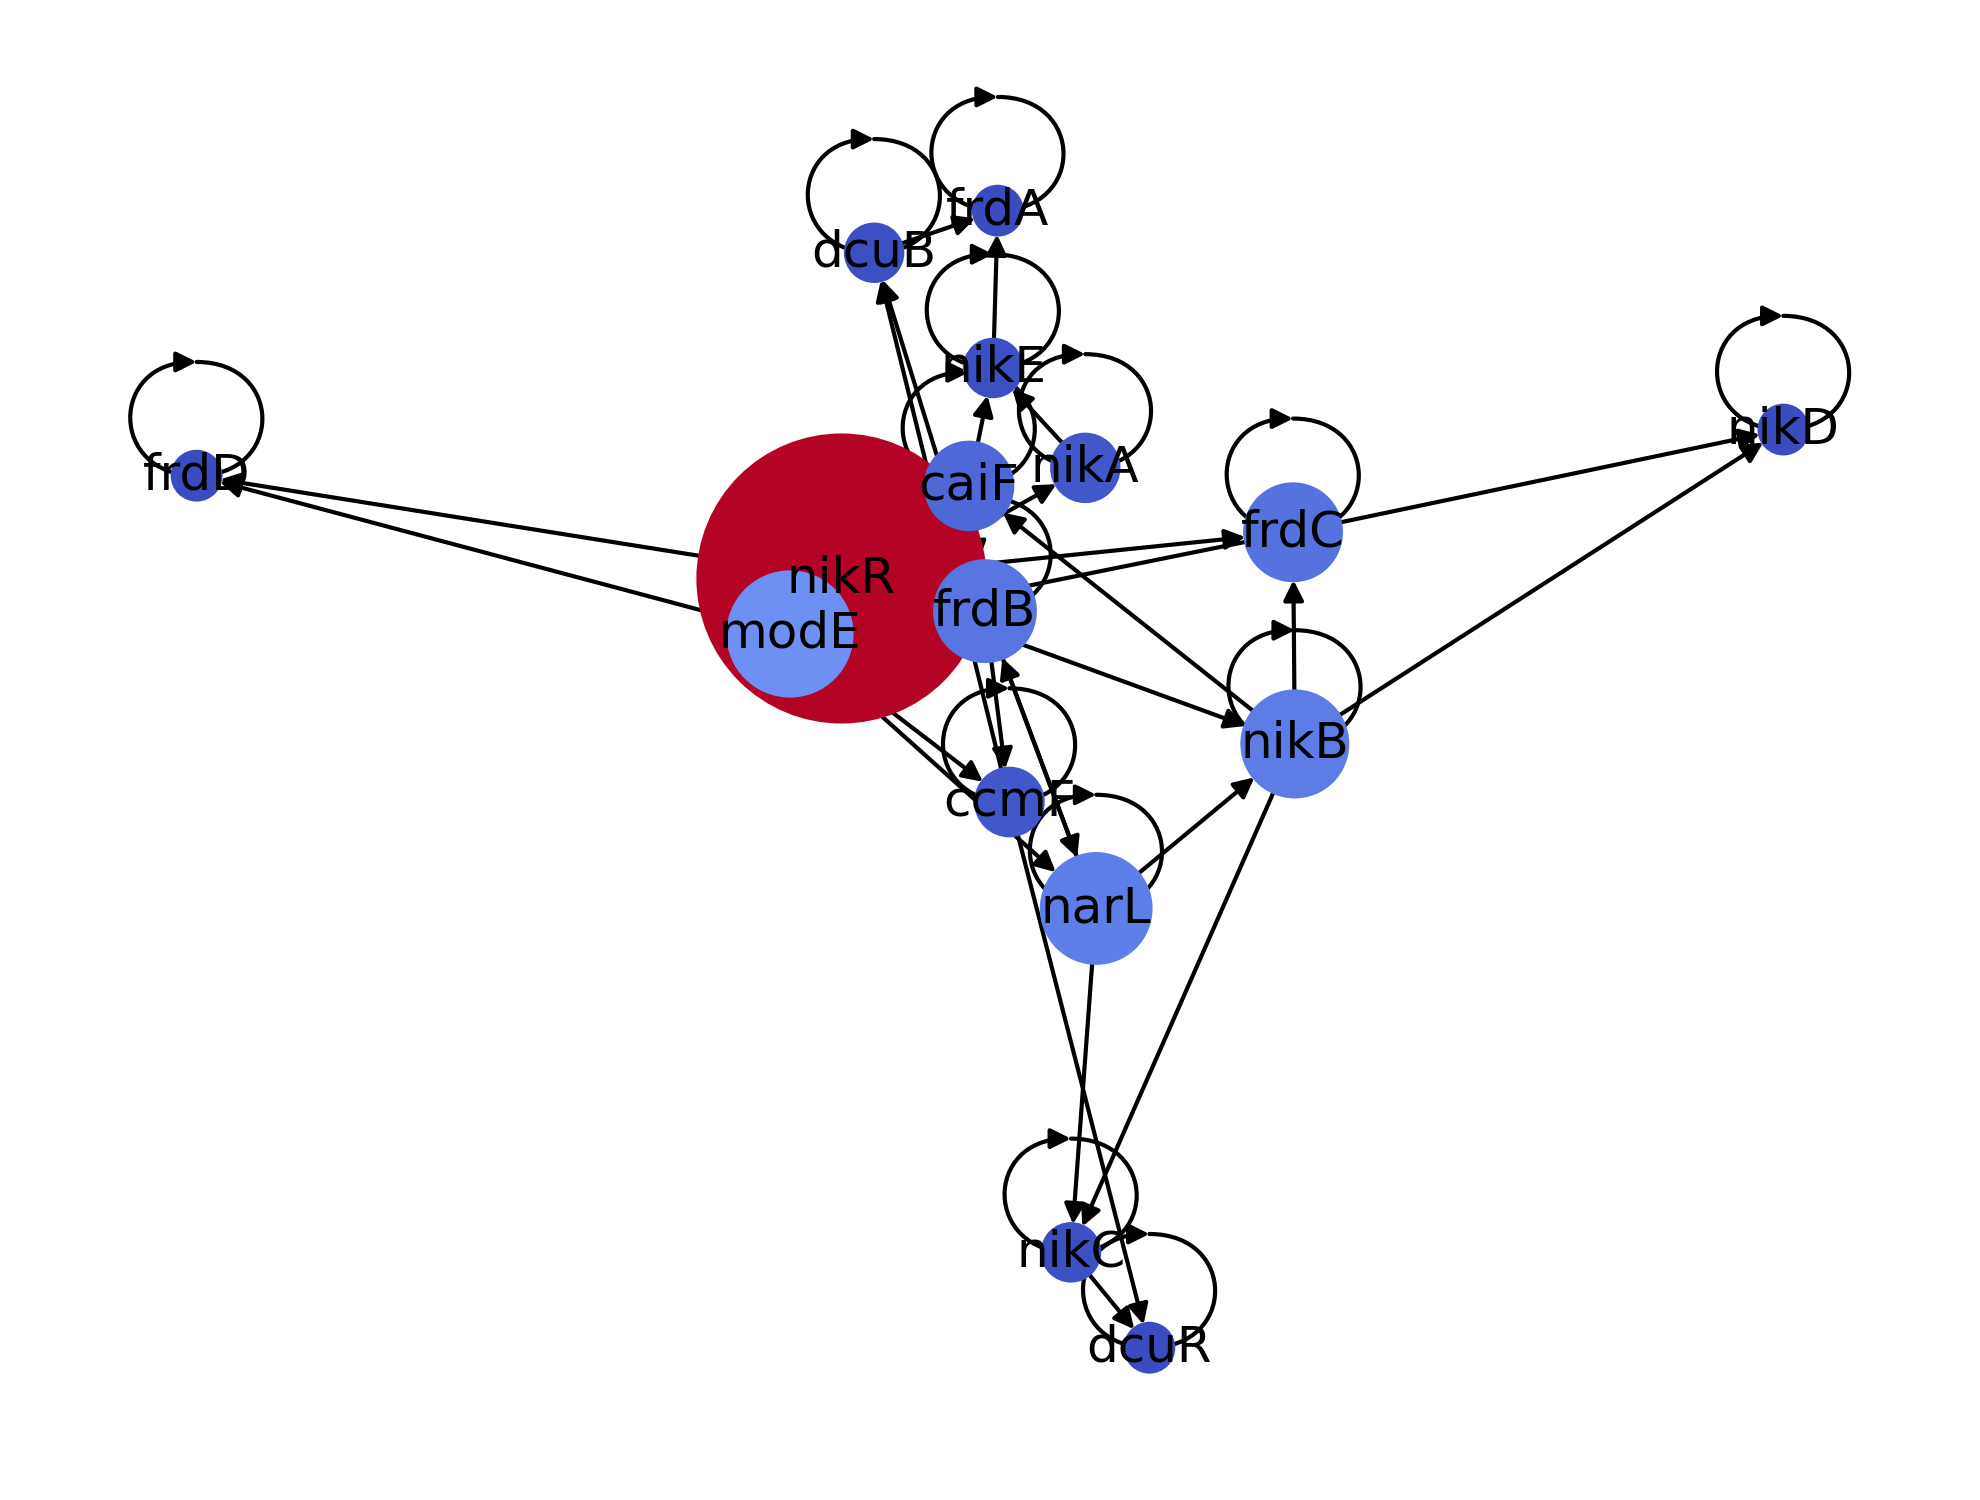 frdA
dcuB
nikE
nikD
frdD
nikA
caiF
frdC
nikR
frdB
modE
nikB
ccmF
narL
nikC
dcuR